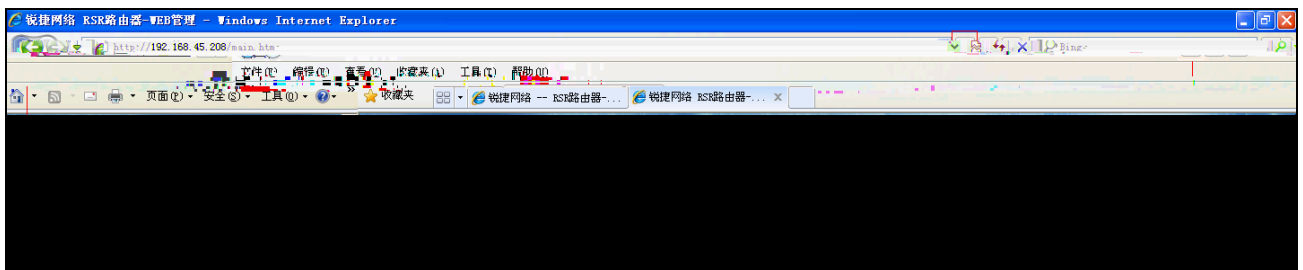 锐捷网络 RSR路由器-WEB管理 - Windows Internet Explorer
http://192.168.45.208/main.htm
Bing
文件(F) 编辑(E) 查看(V) 收藏夹(A) 工具(T) 帮助(H)
页面(P) 安全(S) 工具(O) » 收藏夹 锐捷网络 -- RSR路由器-... 锐捷网络 RSR路由器-... X